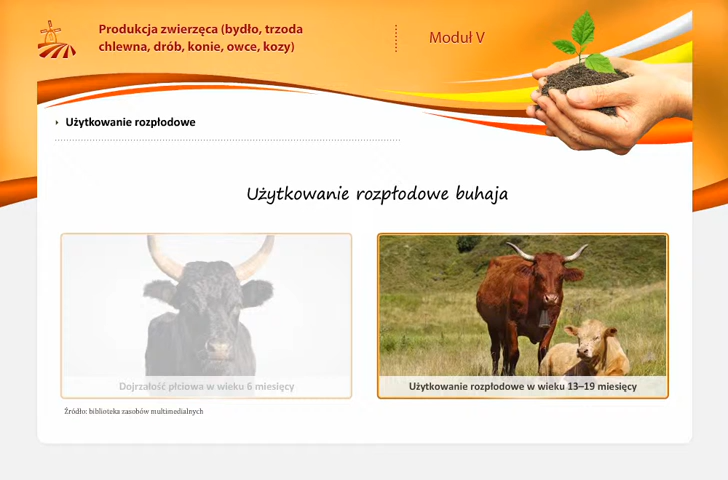 Produkcja zwierzęca (bydło, trzoda
chlewna, drób, konie, owce, kozy)
Moduł V
Użytkowanie rozpłodowe
Użytkowanie rozpłodowe buhaja
Dojrzałość płciowa w wieku 6 miesięcy
Użytkowanie rozpłodowe w wieku 13–19 miesięcy
Źródło: biblioteka zasobów multimedialnych